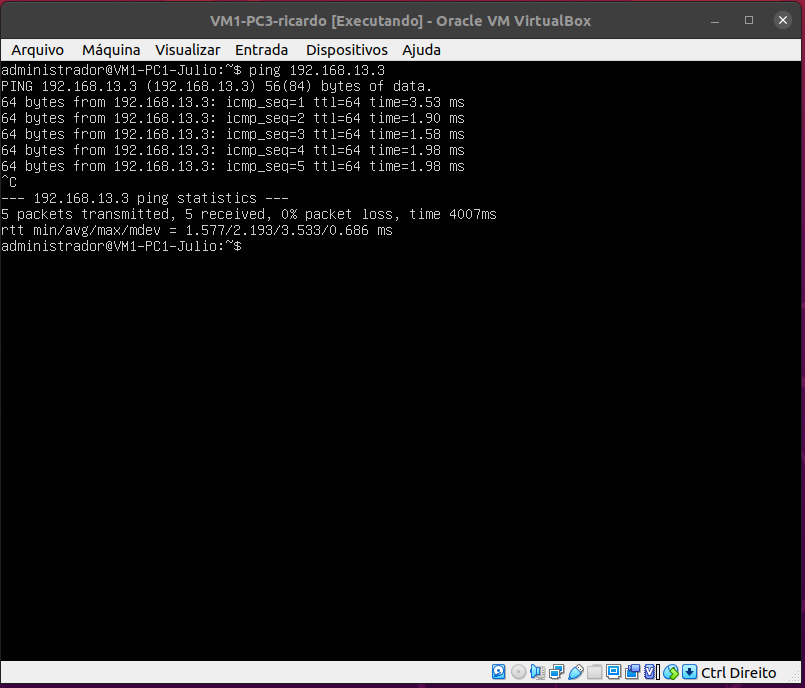 VM1-PC3-ricardo [Executando] - Oracle VM VirtualBox
Arquivo Máquina Visualizar Entrada Dispositivos Ajuda
administrador@VM1-PC1-Julio:~$ ping 192.168.13.3
PING 192.168.13.3 (192.168.13.3) 56(84) bytes of data.
64 bytes from 192.168.13.3: icmp_seq=1 ttl=64 time=3.53 ms
64 bytes from 192.168.13.3: icmp_seq=2 ttl=64 time=1.90 ms
64 bytes from 192.168.13.3: icmp_seq=3 ttl=64 time=1.58 ms
64 bytes from 192.168.13.3: icmp_seq=4 ttl=64 time=1.98 ms
64 bytes from 192.168.13.3: icmp_seq=5 ttl=64 time=1.98 ms
^C
--- 192.168.13.3 ping statistics ---
5 packets transmitted, 5 received, 0% packet loss, time 4007ms
rtt min/avg/max/mdev = 1.577/2.193/3.533/0.686 ms
administrador@VM1-PC1-Julio:~$
Ctrl Direito